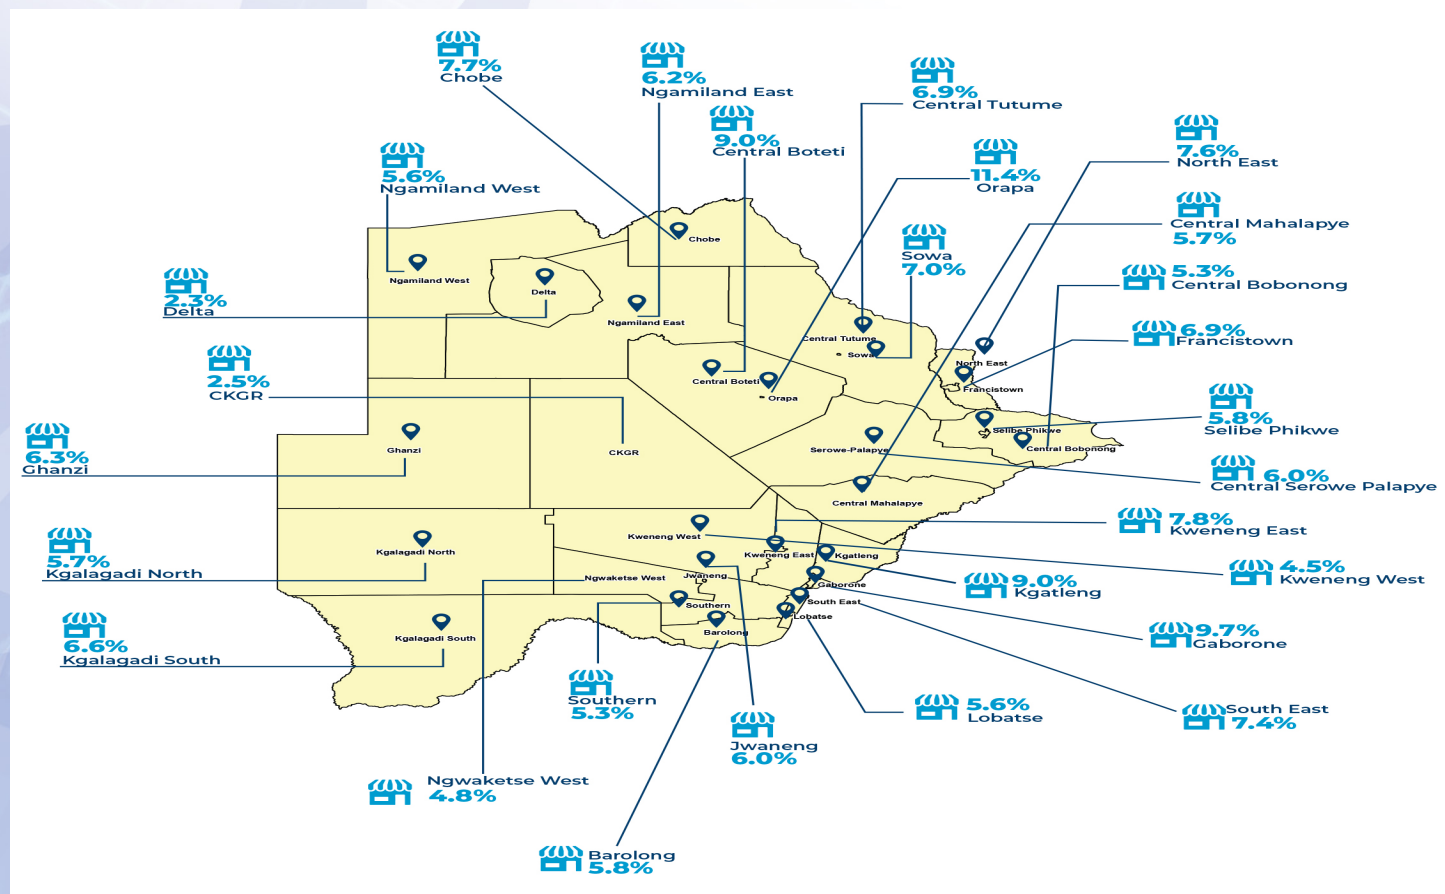 7.7%
Chobe
6.2%
Ngamiland East
6.9%
Central Tutume
9.0%
Central Boteti
7.6%
North East
5.6%
Ngamiland West
11.4%
Orapa
Central Mahalapye
5.7%
Sowa
7.0%
5.3%
Central Bobonong
2.3%
Delta
6.9%
Francistown
2.5%
CKGR
5.8%
Selibe Phikwe
6.3%
Ghanzi
6.0%
Central Serowe Palapye
7.8%
Kweneng East
5.7%
Kgalagadi North
4.5%
Kweneng West
9.0%
Kgatleng
6.6%
Kgalagadi South
9.7%
Gaborone
Southern
5.3%
5.6%
Lobatse
South East
7.4%
Jwaneng
6.0%
Ngwaketse West
4.8%
Barolong
5.8%
Chobe
Ngamiland West
Delta
Ngamiland East
Central Tutume
Sowa
North East
Central Boteti
Francistown
Orapa
Selibe Phikwe
Ghanzi
CKGR
Serowe-Palapye
Central Bobonong
Central Mahalapye
Kweneng West
Kgalagadi North
Kweneng East
Kgatleng
Ngwaketse West
Jwaneng
Gaborone
Southern
South East
Lobatse
Barolong
Kgalagadi South